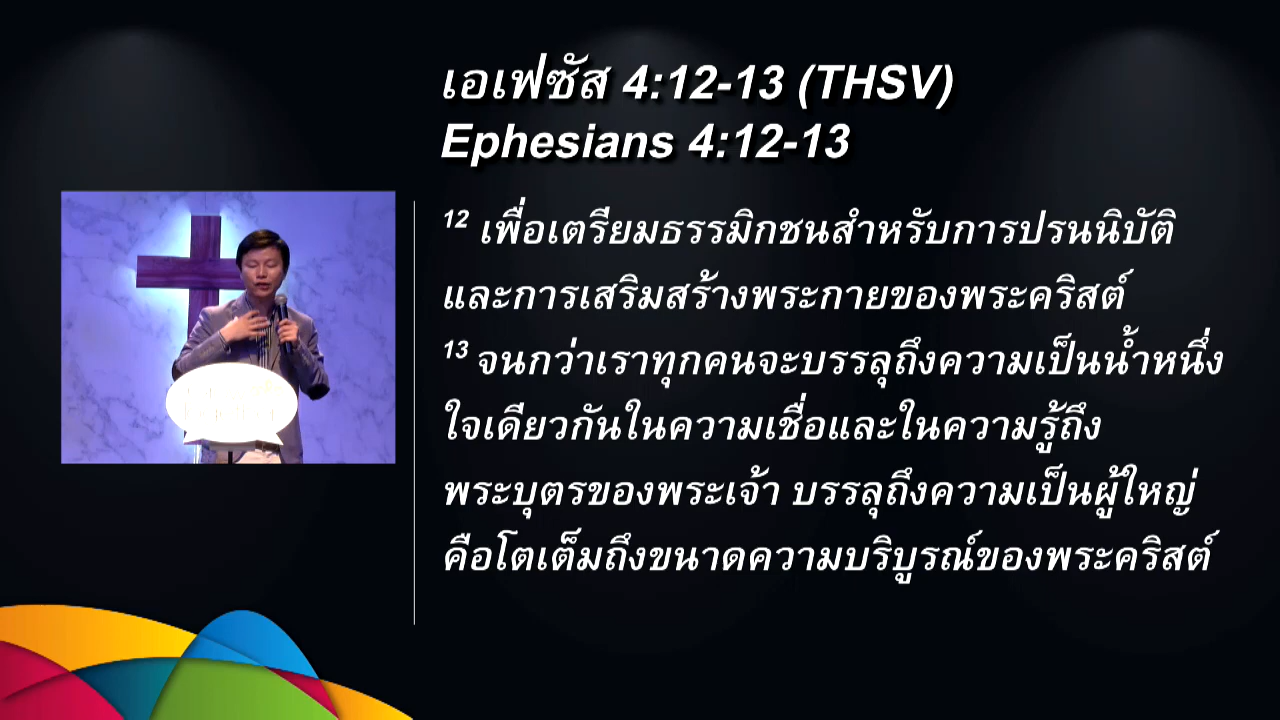 เอเฟซัส 4:12-13 (THSV)
Ephesians 4:12-13
12 เพื่อเตรียมธรรมิกชนสำหรับการปรนนิบัติ
และการเสริมสร้างพระกายของพระคริสต์
13 จนกว่าเราทุกคนจะบรรลุถึงความเป็นน้ำหนึ่ง
ใจเดียวกันในความเชื่อและในความรู้ถึง
พระบุตรของพระเจ้า บรรลุถึงความเป็นผู้ใหญ่
คือโตเต็มถึงขนาดความบริบูรณ์ของพระคริสต์